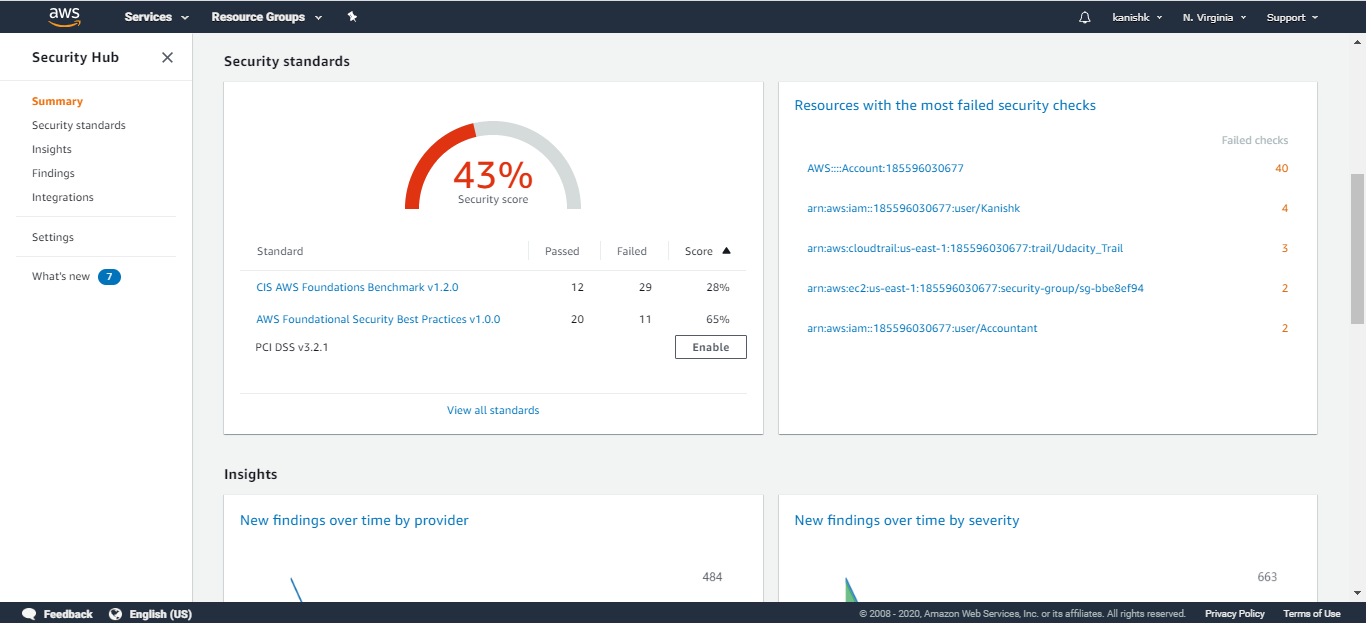 aws Services Resource Groups kanishk N. Virginia Support
Security Hub
Summary
Security standards
Insights
Findings
Integrations
Settings
What's new 7
Security standards
43%
Security score
Standard Passed Failed Score
CIS AWS Foundations Benchmark v1.2.0 12 29 28%
AWS Foundational Security Best Practices v1.0.0 20 11 65%
PCI DSS v3.2.1 Enable
View all standards
Resources with the most failed security checks
Failed checks
AWS::::Account:185596030677 40
arn:aws:iam::185596030677:user/Kanishk 4
arn:aws:cloudtrail:us-east-1:185596030677:trail/Udacity_Trail 3
arn:aws:ec2:us-east-1:185596030677:security-group/sg-bbe8ef94 2
arn:aws:iam::185596030677:user/Accountant 2
Insights
New findings over time by provider
484
New findings over time by severity
663
Feedback English (US) © 2008 - 2020, Amazon Web Services, Inc. or its affiliates. All rights reserved. Privacy Policy Terms of Use